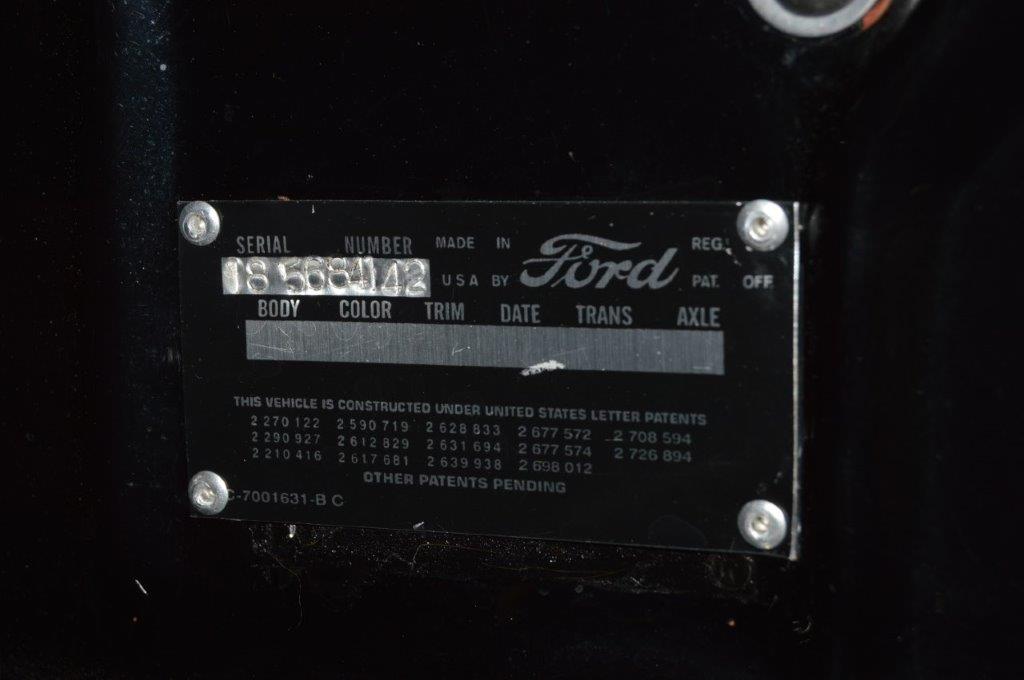 SERIAL NUMBER
18 5684142
MADE IN
USA BY
Ford
REG.
PAT. OFF
BODY COLOR TRIM DATE TRANS AXLE
THIS VEHICLE IS CONSTRUCTED UNDER UNITED STATES LETTER PATENTS
2 270 122 2 590 719 2 628 833 2 677 572 2 708 594
2 290 927 2 612 829 2 631 694 2 677 574 2 726 894
2 210 416 2 617 681 2 639 938 2 698 012
OTHER PATENTS PENDING
C-7001631-B C